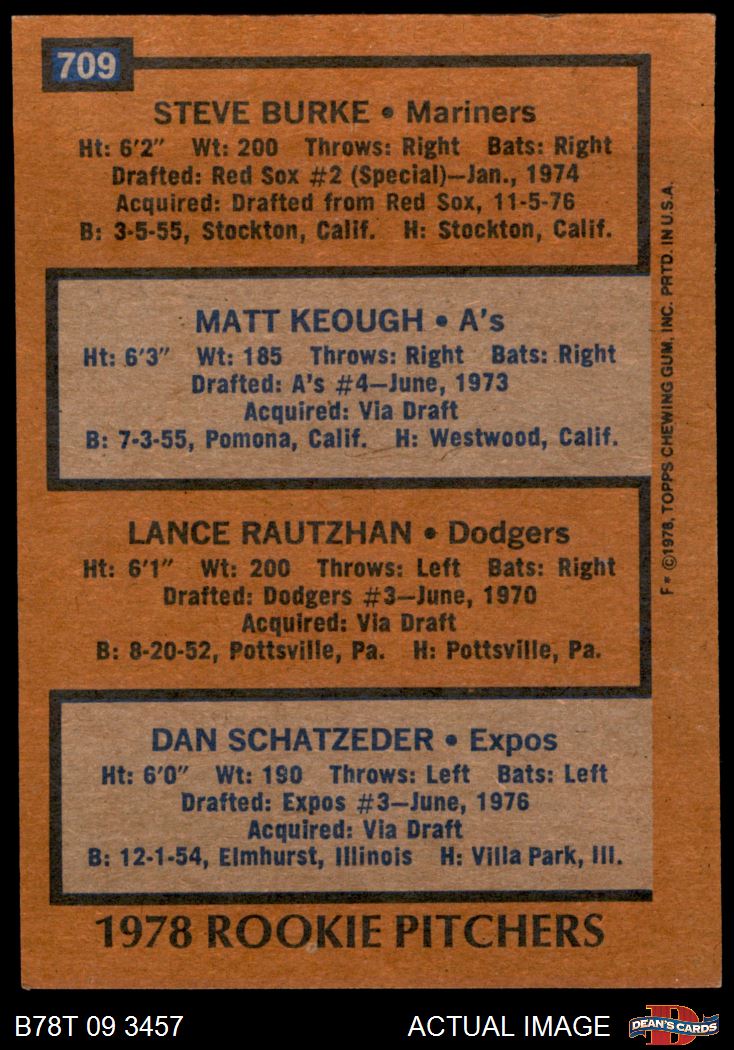 709
STEVE BURKE • Mariners
Ht: 6'2" Wt: 200 Throws: Right Bats: Right
Drafted: Red Sox #2 (Special)—Jan., 1974
Acquired: Drafted from Red Sox, 11-5-76
B: 3-5-55, Stockton, Calif. H: Stockton, Calif.
MATT KEOUGH • A's
Ht: 6'3" Wt: 185 Throws: Right Bats: Right
Drafted: A's #4—June, 1973
Acquired: Via Draft
B: 7-3-55, Pomona, Calif. H: Westwood, Calif.
LANCE RAUTZHAN • Dodgers
Ht: 6'1" Wt: 200 Throws: Left Bats: Right
Drafted: Dodgers #3—June, 1970
Acquired: Via Draft
B: 8-20-52, Pottsville, Pa. H: Pottsville, Pa.
DAN SCHATZEDER • Expos
Ht: 6'0" Wt: 190 Throws: Left Bats: Left
Drafted: Expos #3—June, 1976
Acquired: Via Draft
B: 12-1-54, Elmhurst, Illinois H: Villa Park, Ill.
1978 ROOKIE PITCHERS
F* ©1978, TOPPS CHEWING GUM, INC. PRTD. IN U.S.A.
B78T 09 3457 ACTUAL IMAGE
D
DEAN'S CARDS